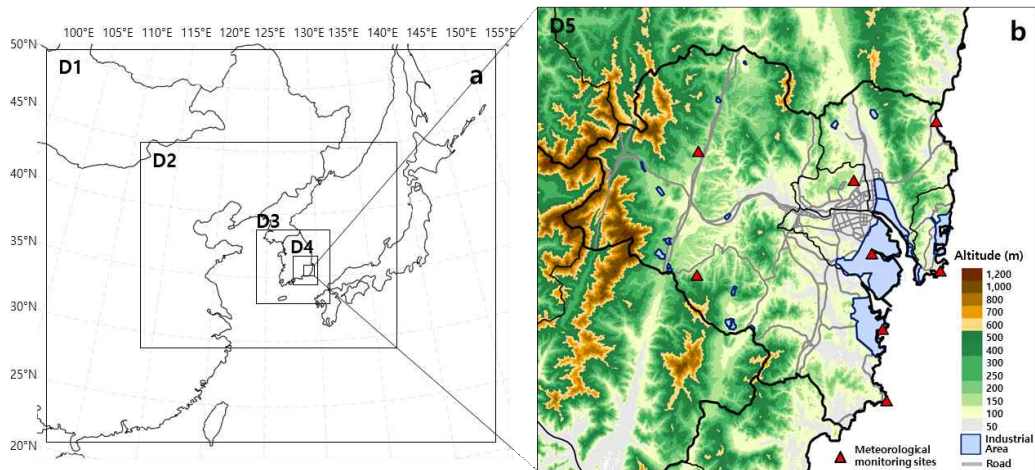 100°E 105°E 110°E 115°E 120°E 125°E 130°E 135°E 140°E 145°E 150°E 155°E
50°N
45°N
40°N
35°N
30°N
25°N
20°N
D1
a
D2
D3
D4
D5
b
Altitude (m)
1,200
1,000
800
700
600
500
400
300
250
200
150
100
50
Industrial
Area
Road
Meteorological
monitoring sites